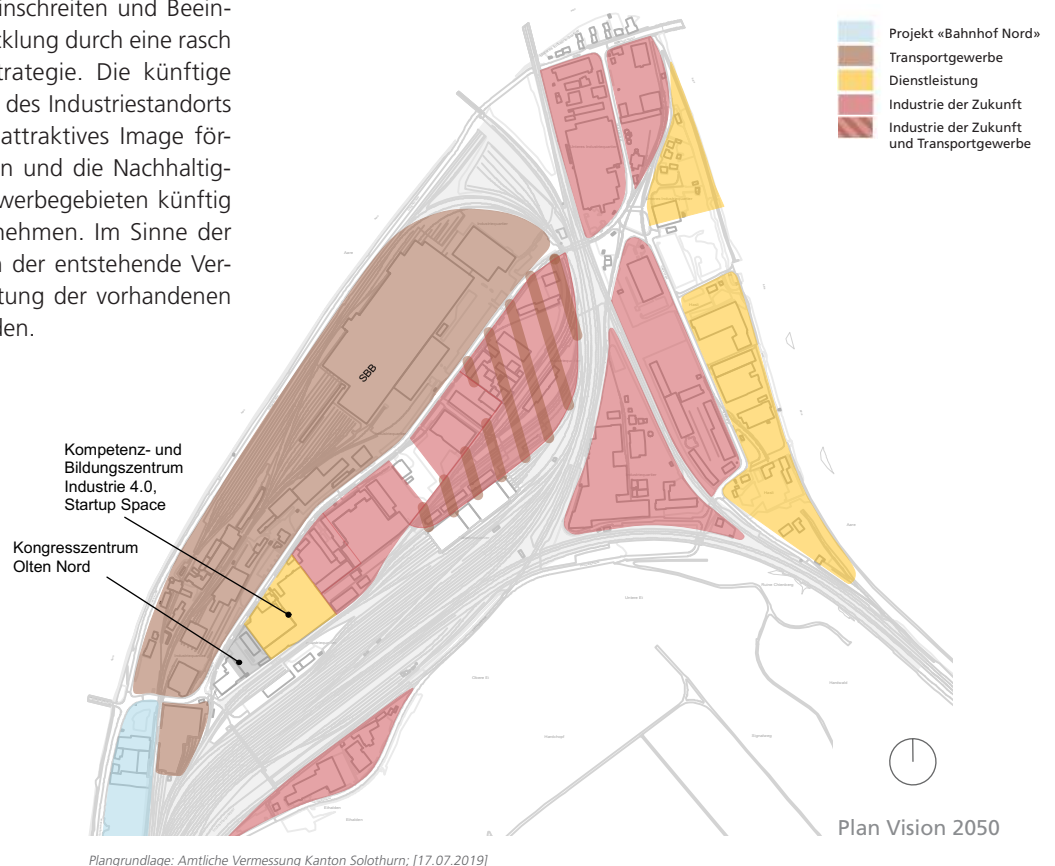 inschreiten und Beein-
cklung durch eine rasch
trategie. Die künftige
des Industriestandorts
attraktives Image för-
n und die Nachhaltig-
werbegebieten künftig
nehmen. Im Sinne der
der entstehende Ver-
tung der vorhandenen
den.
Projekt «Bahnhof Nord»
Transportgewerbe
Dienstleistung
Industrie der Zukunft
Industrie der Zukunft
und Transportgewerbe
SBB
Kompetenz- und
Bildungszentrum
Industrie 4.0,
Startup Space
Kongresszentrum
Olten Nord
Plan Vision 2050
Plangrundlage: Amtliche Vermessung Kanton Solothurn; [17.07.2019]